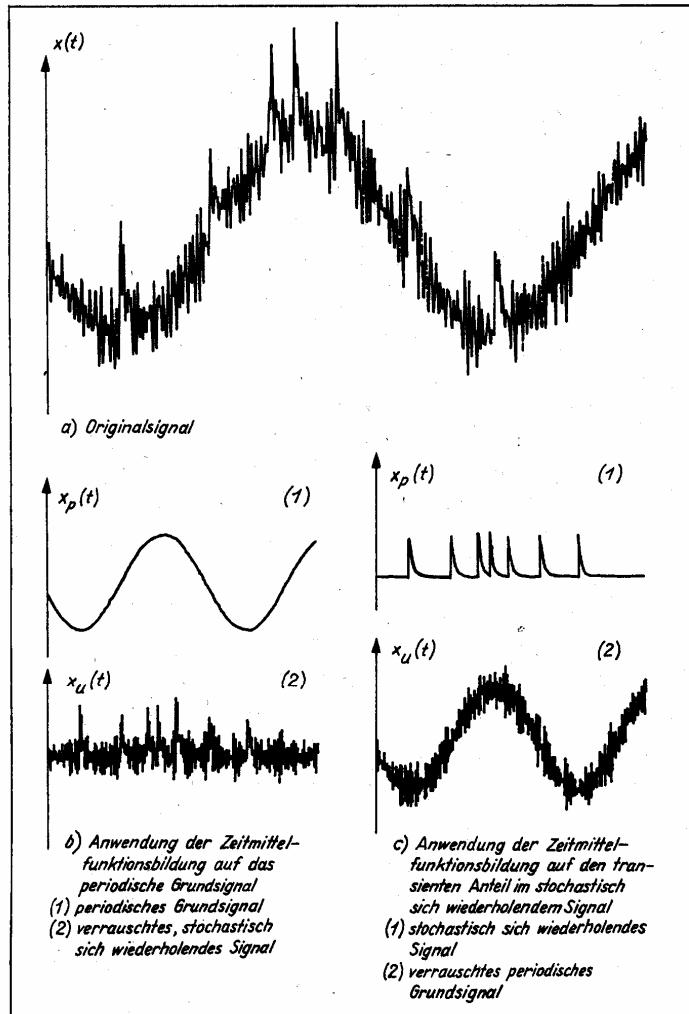 x(t)
a) Originalsignal
x_p(t)
(1)
x_u(t)
(2)
b) Anwendung der Zeitmittel-
funktionsbildung auf das
periodische Grundsignal
(1) periodisches Grundsignal
(2) verrauschtes, stochastisch
sich wiederholendes Signal
x_p(t)
(1)
x_u(t)
(2)
c) Anwendung der Zeitmittel-
funktionsbildung auf den tran-
sienten Anteil im stochastisch
sich wiederholendem Signal
(1) stochastisch sich wiederholendes
Signal
(2) verrauschtes periodisches
Grundsignal